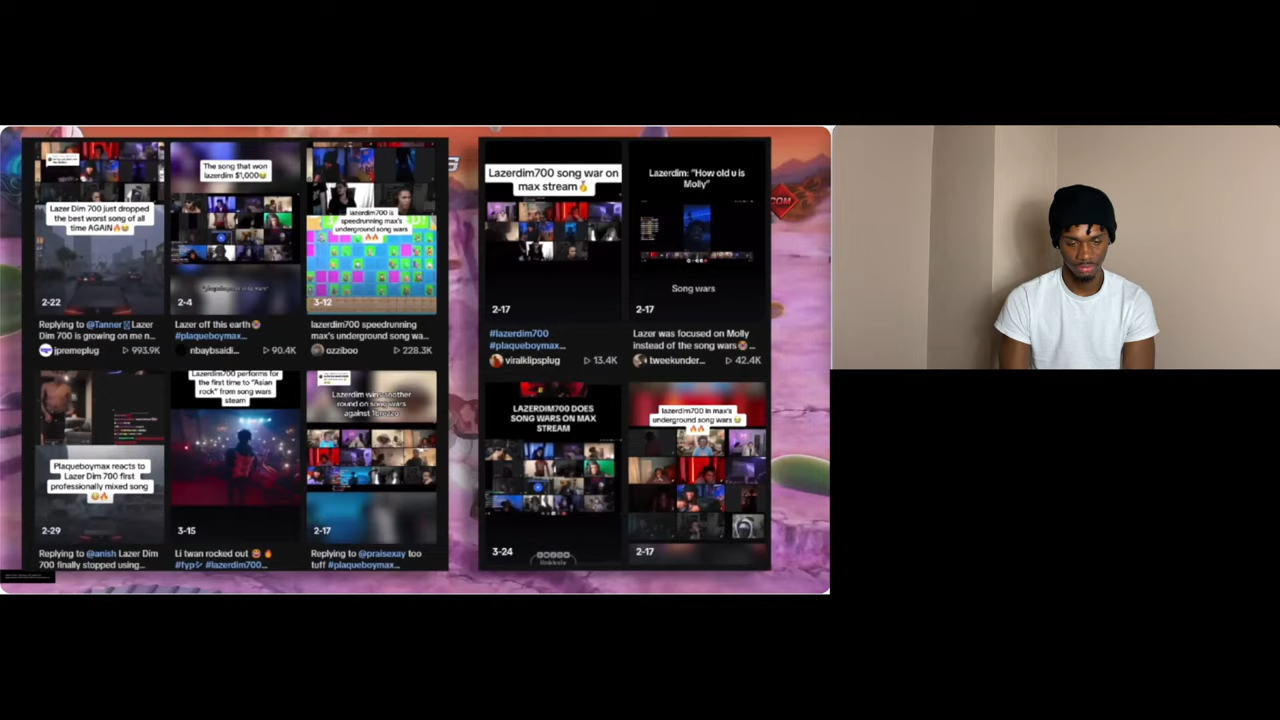 Lazer Dim 700 just dropped
the best worst song of all
time AGAIN🔥😭
2-22
Replying to @Tanner Lazer
Dim 700 is growing on me n...
jpremeplug
▷ 993.9K
The song that won
lazerdim $1,000😭
2-4
Lazer off this earth
#plaqueboymax...
nbaybsaidi...
▷ 90.4K
lazerdim700 is
speedrunning max's
underground song wars
🔥🔥
3-12
lazerdim700 speedrunning
max's underground song wa...
ozziboo
▷ 228.3K
Plaqueboymax reacts to
Lazer Dim 700 first
professionally mixed song
😭🔥
2-29
Replying to @anish Lazer Dim
700 finally stopped using...
Lazerdim700 performs for
the first time to "Asian
rock" from song wars
steam
3-15
Li twan rocked out 🔥
#fypシ #lazerdim700...
Lazerdim wins another
round on song wars
against
2-17
Replying to @praisexay too
tuff #plaqueboymax...
Lazerdim700 song war on
max stream🥇
2-17
#lazerdim700
#plaqueboymax...
viralklipsplug
▷ 13.4K
Lazerdim: "How old u is
Molly"
Song wars
2-17
Lazer was focused on Molly
instead of the song wars ...
tweekunder...
▷ 42.4K
LAZERDIM700 DOES
SONG WARS ON MAX
STREAM
3-24
lazerdim700 in max's
underground song wars 😭
🔥🔥
2-17
COM